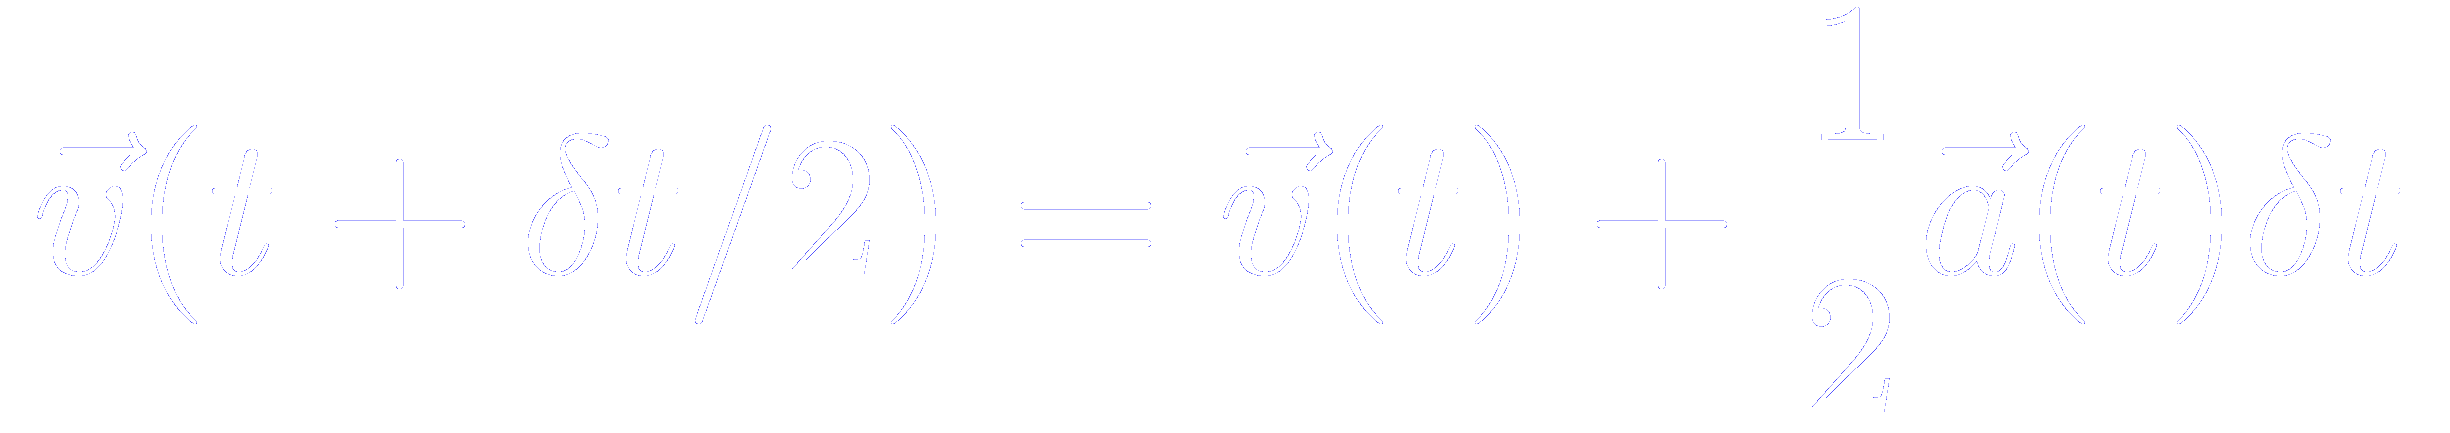 $\vec{v}(t + \delta t/2) = \vec{v}(t) + \frac{1}{2}\vec{a}(t)\delta t$